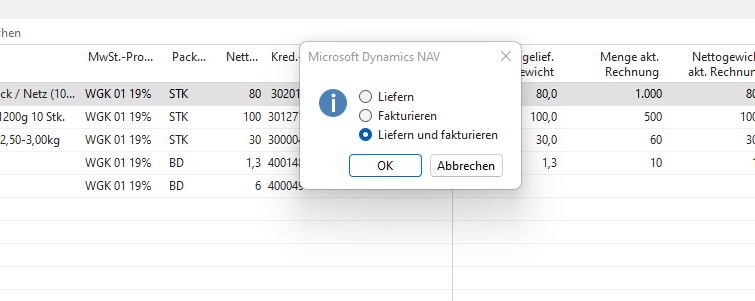 chen
Microsoft Dynamics NAV
MwSt.-Pro... Pack... Nett... Kred.- gelief. Menge akt. Nettogewich
ewicht Rechnung akt. Rechnun
Liefern
Fakturieren
Liefern und fakturieren
OK Abbrechen
ck / Netz (10... WGK 01 19% STK 80 30201 80,0 1.000 80
1200g 10 Stk. WGK 01 19% STK 100 30127 100,0 500 100
2,50-3,00kg WGK 01 19% STK 30 300004 30,0 60 30
WGK 01 19% BD 1,3 400148 1,3 10 1
WGK 01 19% BD 6 400049